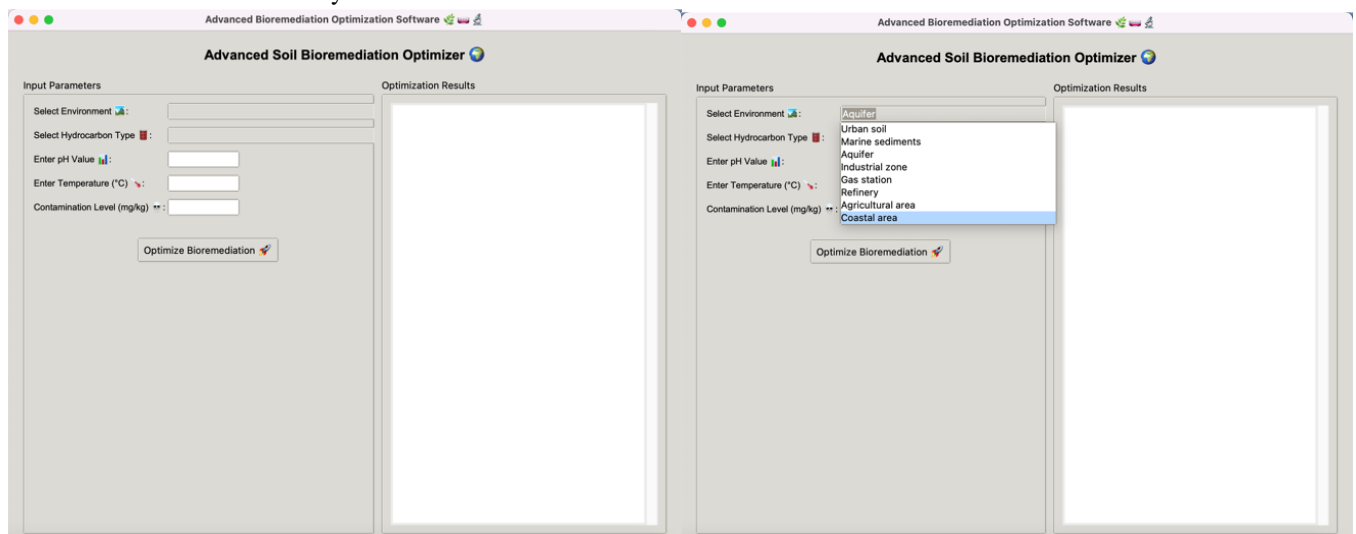 Advanced Bioremediation Optimization Software 🌿 🧫 🔬
Advanced Soil Bioremediation Optimizer 🌍
Input Parameters
Optimization Results
Select Environment 🏞️:
Select Hydrocarbon Type 🛢️:
Enter pH Value 📊:
Enter Temperature (°C) 🌡️:
Contamination Level (mg/kg) ☠️:
Optimize Bioremediation 🚀
Advanced Bioremediation Optimization Software 🌿 🧫 🔬
Advanced Soil Bioremediation Optimizer 🌍
Input Parameters
Optimization Results
Select Environment 🏞️: Aquifer
Select Hydrocarbon Type 🛢️:
Enter pH Value 📊:
Enter Temperature (°C) 🌡️:
Contamination Level (mg/kg) ☠️:
Urban soil
Marine sediments
Aquifer
Industrial zone
Gas station
Refinery
Agricultural area
Coastal area
Optimize Bioremediation 🚀